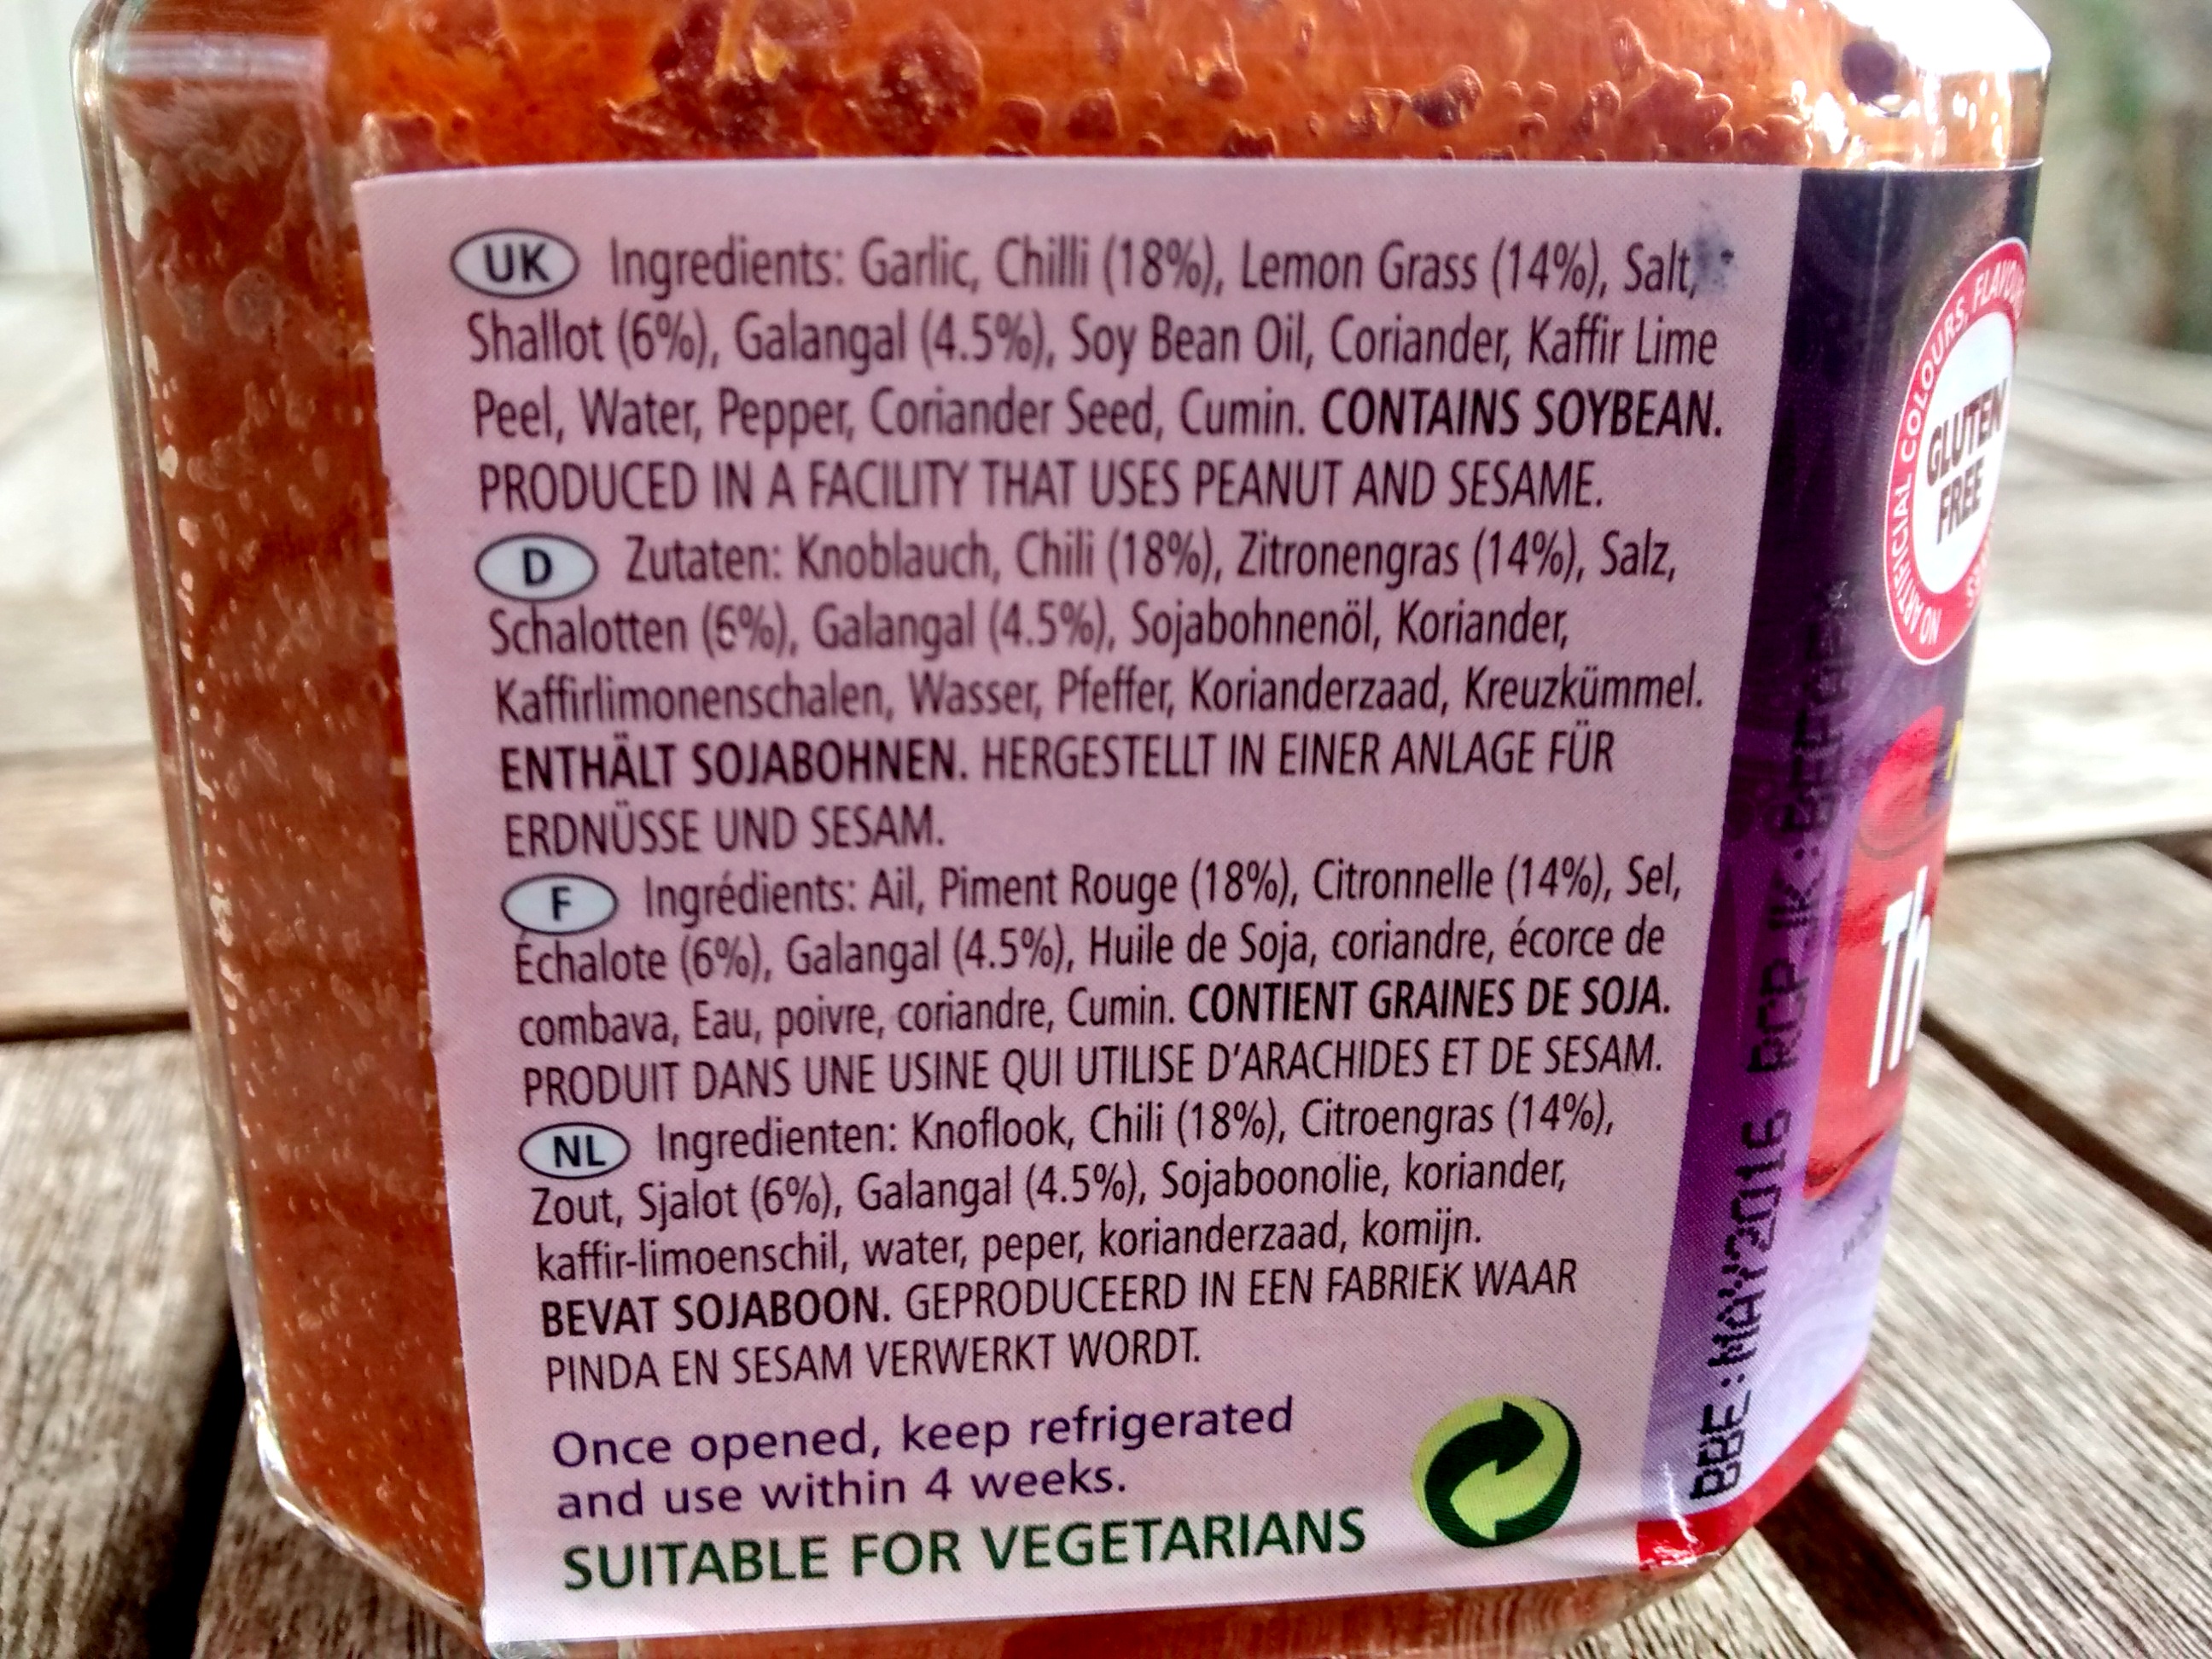 UK Ingredients: Garlic, Chilli (18%), Lemon Grass (14%), Salt,
Shallot (6%), Galangal (4.5%), Soy Bean Oil, Coriander, Kaffir Lime
Peel, Water, Pepper, Coriander Seed, Cumin. CONTAINS SOYBEAN.
PRODUCED IN A FACILITY THAT USES PEANUT AND SESAME.
D Zutaten: Knoblauch, Chili (18%), Zitronengras (14%), Salz,
Schalotten (6%), Galangal (4.5%), Sojabohnenöl, Koriander,
Kaffirlimonenschalen, Wasser, Pfeffer, Korianderzaad, Kreuzkümmel.
ENTHÄLT SOJABOHNEN. HERGESTELLT IN EINER ANLAGE FÜR
ERDNÜSSE UND SESAM.
F Ingrédients: Ail, Piment Rouge (18%), Citronnelle (14%), Sel,
Échalote (6%), Galangal (4.5%), Huile de Soja, coriandre, écorce de
combava, Eau, poivre, coriandre, Cumin. CONTIENT GRAINES DE SOJA.
PRODUIT DANS UNE USINE QUI UTILISE D'ARACHIDES ET DE SESAM.
NL Ingredienten: Knoflook, Chili (18%), Citroengras (14%),
Zout, Sjalot (6%), Galangal (4.5%), Sojaboonolie, koriander,
kaffir-limoenschil, water, peper, korianderzaad, komijn.
BEVAT SOJABOON. GEPRODUCEERD IN EEN FABRIEK WAAR
PINDA EN SESAM VERWERKT WORDT.
Once opened, keep refrigerated
and use within 4 weeks.
SUITABLE FOR VEGETARIANS
BBE:MAY2016
NO ARTIFICIAL COLOURS,
GLUTEN
FREE
Th